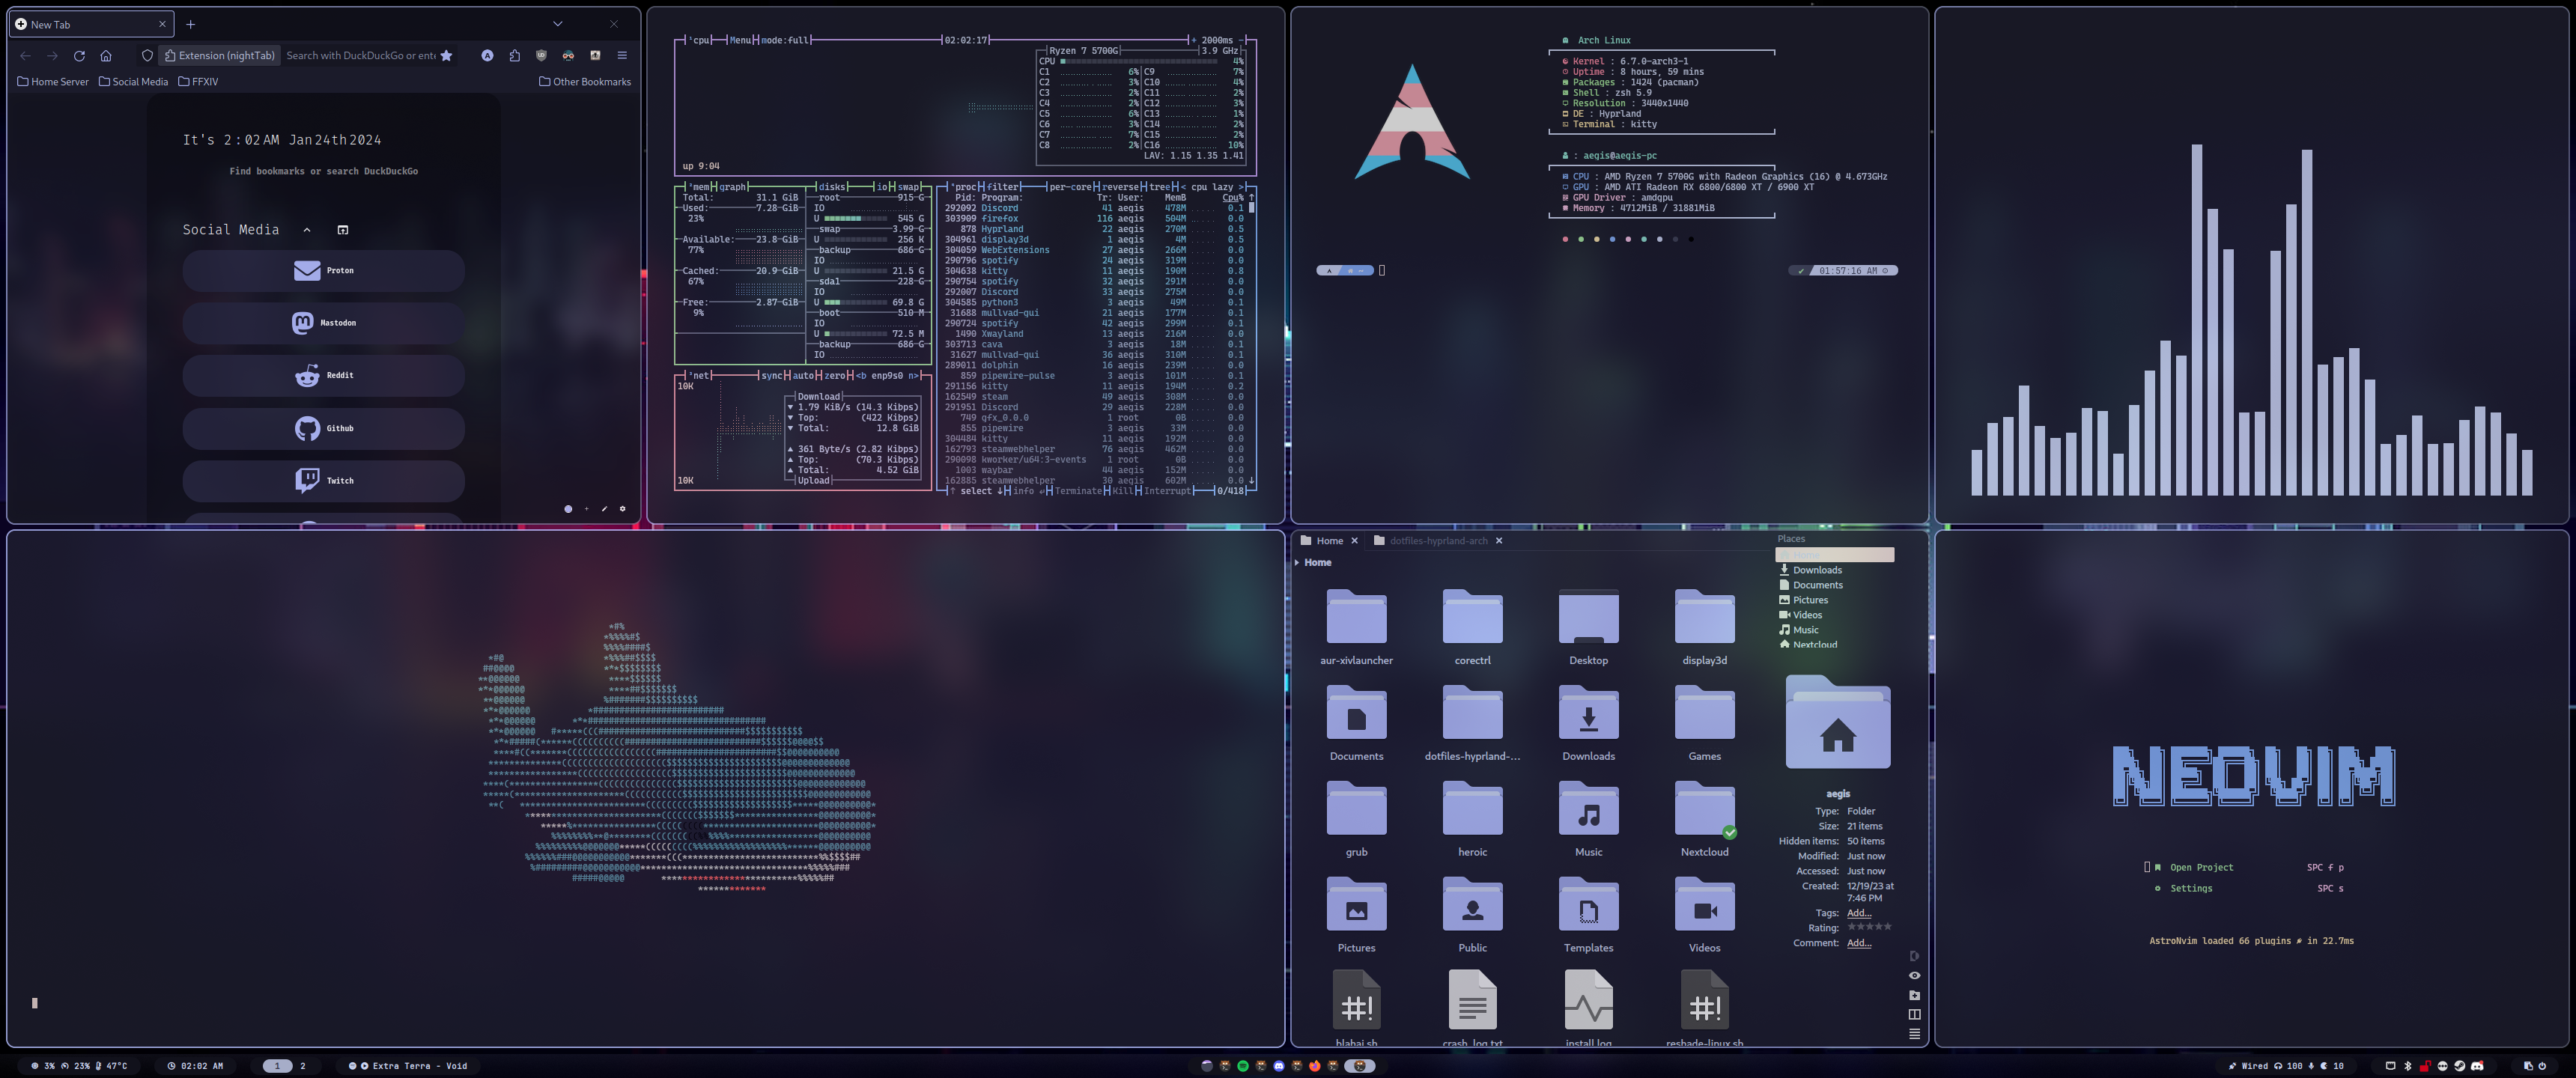 New Tab
Extension (nightTab)
Search with DuckDuckGo or ente
Home Server
Social Media
FFXIV
Other Bookmarks
It's 2:02AM Jan24th2024
Find bookmarks or search DuckDuckGo
Social Media
Proton
Mastodon
Reddit
Github
Twitch
¹cpu Menu mode:full 02:02:17 + 2000ms -
Ryzen 7 5700G 3.9 GHz
CPU 4%
C1 6% C9 7%
C2 3% C10 4%
C3 2% C11 2%
C4 2% C12 3%
C5 6% C13 1%
C6 3% C14 2%
C7 7% C15 2%
C8 2% C16 10%
LAV: 1.15 1.35 1.41
up 9:04
²mem graph disks io swap
Total: 31.1 GiB
Used: 7.28 GiB
23%
Available: 23.8 GiB
77%
Cached: 20.9 GiB
67%
Free: 2.87 GiB
9%
root 915 G
IO
U 545 G
swap 3.99 G
U 256 K
backup 686 G
IO
U 21.5 G
sda1 228 G
IO
U 69.8 G
boot 510 M
IO
U 72.5 M
backup 686 G
IO
³net sync auto zero <b enp9s0 n>
10K
Download
▼ 1.79 KiB/s (14.3 Kibps)
▼ Top: (422 Kibps)
▼ Total: 12.8 GiB
▲ 361 Byte/s (2.82 Kibps)
▲ Top: (70.3 Kibps)
▲ Total: 4.52 GiB
Upload
10K
⁴proc filter per-core reverse tree < cpu lazy >
Pid: Program: Tr: User: MemB Cpu% ↑
292092 Discord 41 aegis 478M 0.1
303909 firefox 116 aegis 504M 0.0
878 Hyprland 22 aegis 270M 0.5
304961 display3d 1 aegis 4M 0.5
304059 WebExtensions 27 aegis 266M 0.0
290796 spotify 24 aegis 319M 0.0
304638 kitty 11 aegis 190M 0.8
290754 spotify 32 aegis 291M 0.0
292007 Discord 33 aegis 275M 0.0
304585 python3 3 aegis 49M 0.1
31688 mullvad-gui 21 aegis 177M 0.1
290724 spotify 42 aegis 299M 0.1
1490 Xwayland 13 aegis 216M 0.0
303713 cava 3 aegis 18M 0.1
31627 mullvad-gui 36 aegis 310M 0.1
289011 dolphin 16 aegis 239M 0.0
859 pipewire-pulse 3 aegis 101M 0.1
291156 kitty 11 aegis 194M 0.2
162549 steam 49 aegis 308M 0.0
291951 Discord 29 aegis 228M 0.0
749 gfx_0.0.0 1 root 0B 0.0
855 pipewire 3 aegis 33M 0.0
304484 kitty 11 aegis 192M 0.0
162793 steamwebhelper 76 aegis 462M 0.0
290098 kworker/u64:3-events 1 root 0B 0.0
1003 waybar 44 aegis 152M 0.0
162885 steamwebhelper 30 aegis 602M 0.0 ↓
↑ select ↓ info ↵ Terminate Kill Interrupt 0/418
Arch Linux
Kernel : 6.7.0-arch3-1
Uptime : 8 hours, 59 mins
Packages : 1424 (pacman)
Shell : zsh 5.9
Resolution : 3440x1440
DE : Hyprland
Terminal : kitty
: aegis@aegis-pc
CPU : AMD Ryzen 7 5700G with Radeon Graphics (16) @ 4.673GHz
GPU : AMD ATI Radeon RX 6800/6800 XT / 6900 XT
GPU Driver : amdgpu
Memory : 4712MiB / 31881MiB
01:57:16 AM
Home
dotfiles-hyprland-arch
Home
aur-xivlauncher
corectrl
Desktop
display3d
Documents
dotfiles-hyprland-...
Downloads
Games
grub
heroic
Music
Nextcloud
Pictures
Public
Templates
Videos
blahaj.sh
crash_log.txt
install.log
reshade-linux.sh
Places
Downloads
Documents
Pictures
Videos
Music
Nextcloud
aegis
Type: Folder
Size: 21 items
Hidden items: 50 items
Modified: Just now
Accessed: Just now
Created: 12/19/23 at
7:46 PM
Tags: Add...
Rating:
Comment: Add...
NEOVIM
Open Project SPC f p
Settings SPC s
AstroNvim loaded 66 plugins in 22.7ms
3% 23% 47°C
02:02 AM
1 2
Extra Terra - Void
Wired 100 10